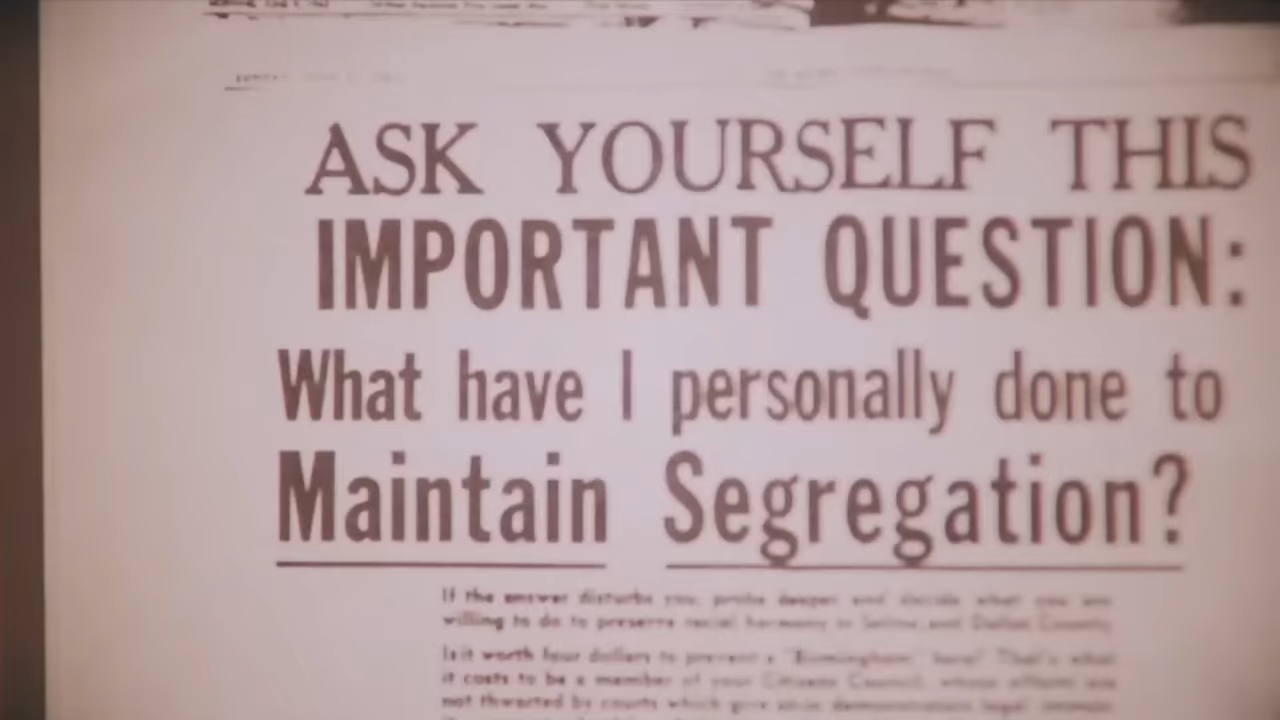 ASK YOURSELF THIS
IMPORTANT QUESTION:
What have I personally done to
Maintain Segregation?
If the answer disturbs you, probe deeper and decide what you are
willing to do to preserve racial harmony in Selma and Dallas County.
Is it worth four dollars to prevent a "Birmingham" here? That's what
it costs to be a member of your Citizens Council, whose efforts are
not thwarted by courts which give sit-in demonstrators legal